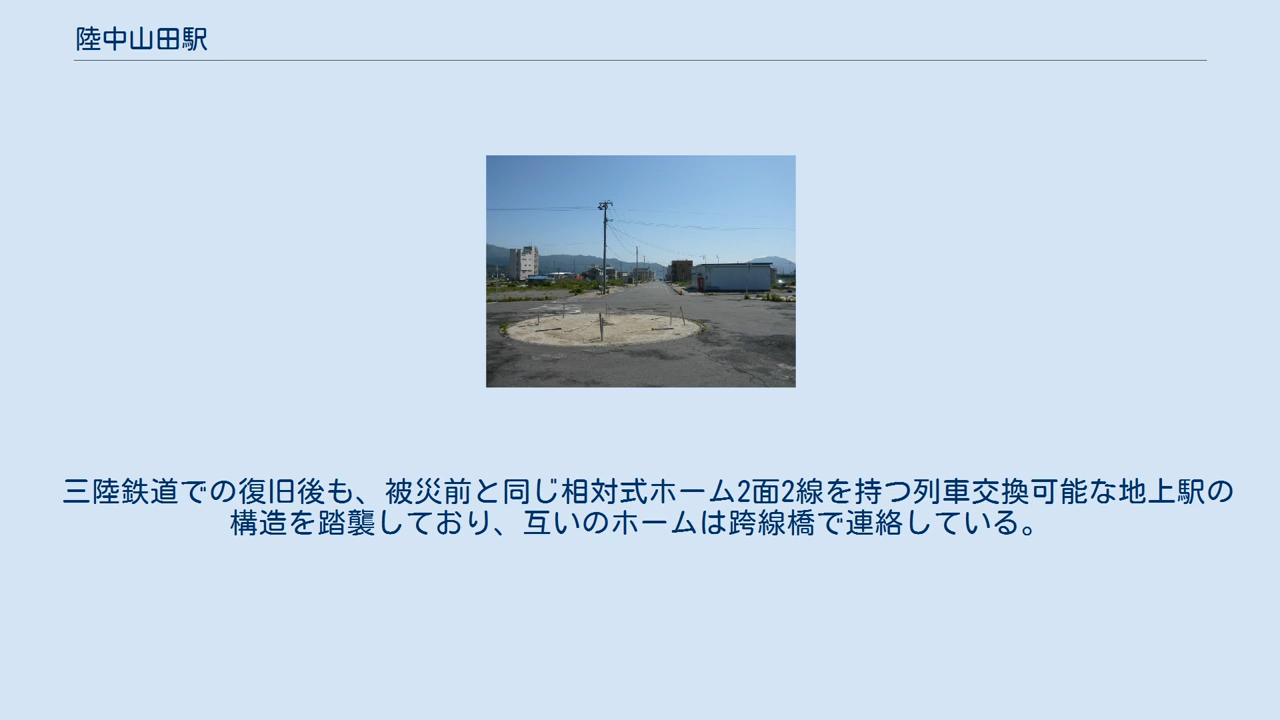 陸中山田駅
三陸鉄道での復旧後も、被災前と同じ相対式ホーム2面2線を持つ列車交換可能な地上駅の
構造を踏襲しており、互いのホームは跨線橋で連絡している。